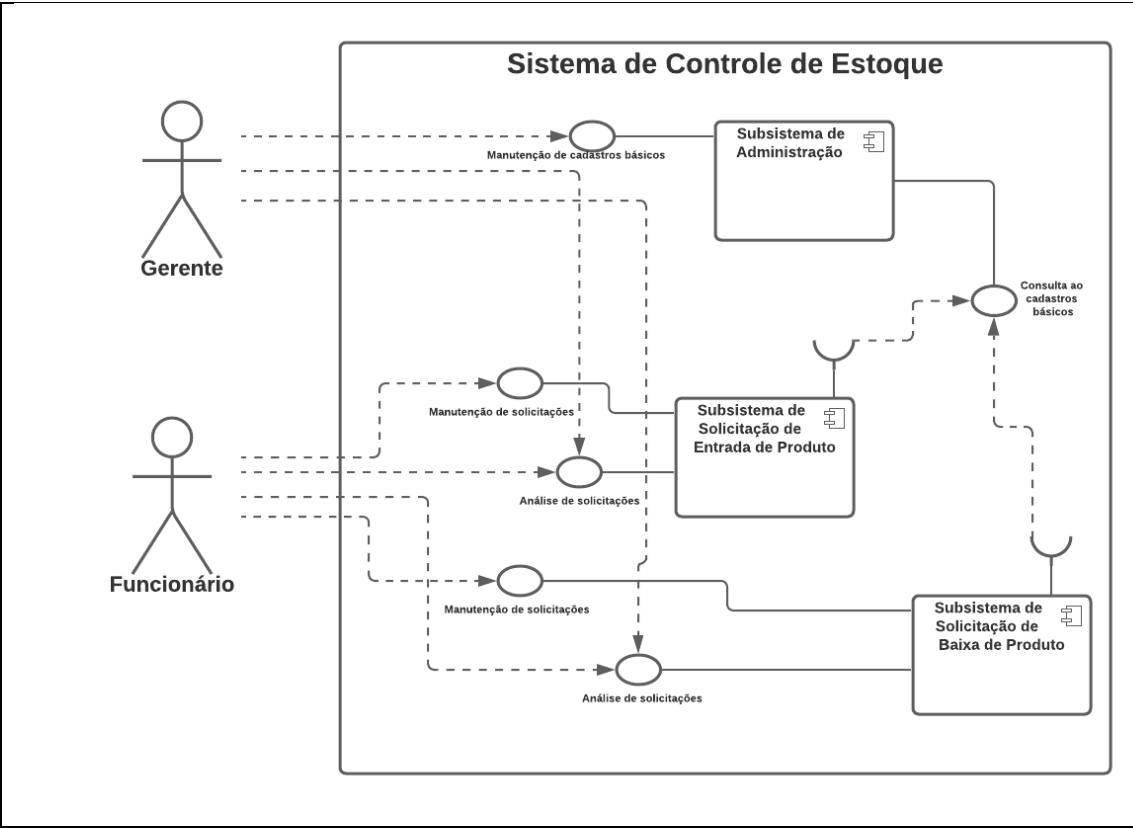 Sistema de Controle de Estoque
Manutenção de cadastros básicos
Subsistema de
Administração
Gerente
Consulta ao
cadastros
básicos
Manutenção de solicitações
Subsistema de
Solicitação de
Entrada de Produto
Análise de solicitações
Funcionário
Manutenção de solicitações
Subsistema de
Solicitação de
Baixa de Produto
Análise de solicitações